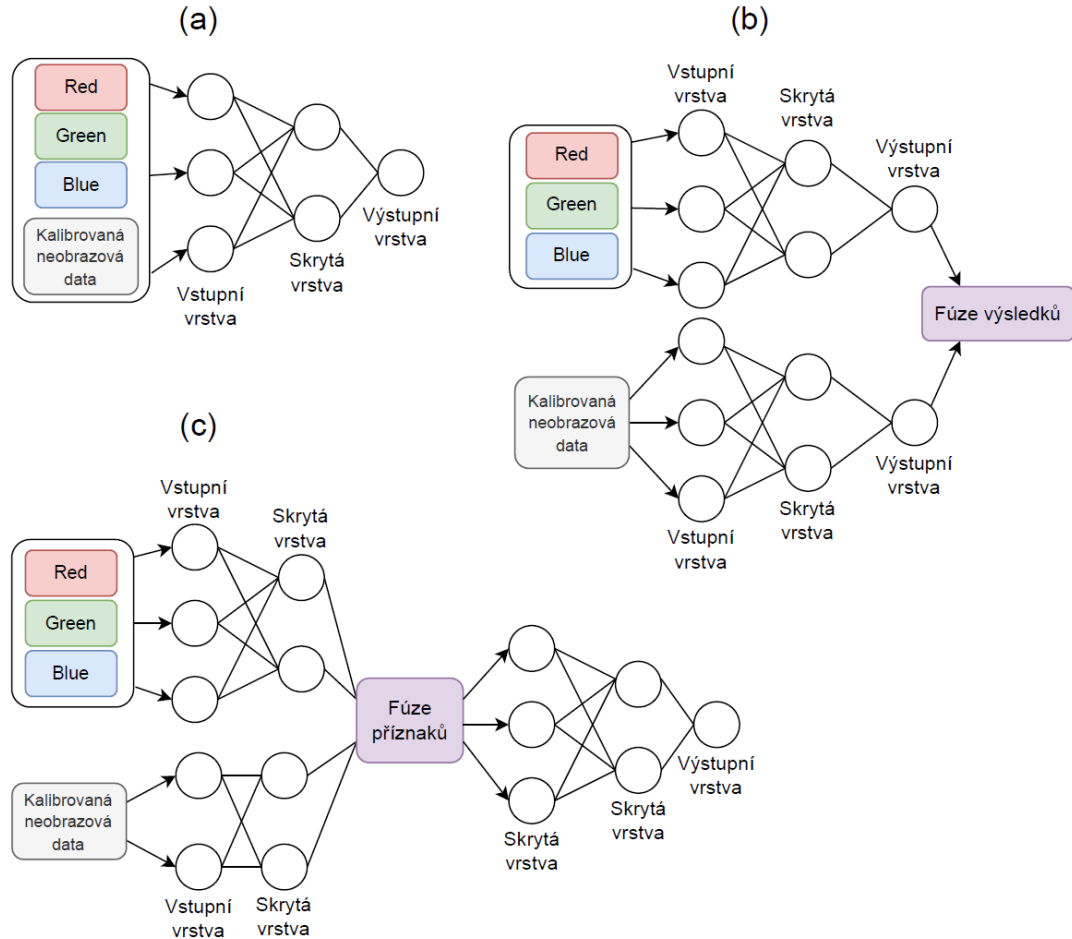 (a)
Red
Green
Blue
Kalibrovaná
neobrazová
data
Vstupní
vrstva
Skrytá
vrstva
Výstupní
vrstva
(b)
Red
Green
Blue
Vstupní
vrstva
Skrytá
vrstva
Výstupní
vrstva
Fúze výsledků
Kalibrovaná
neobrazová
data
Vstupní
vrstva
Skrytá
vrstva
Výstupní
vrstva
(c)
Red
Green
Blue
Vstupní
vrstva
Skrytá
vrstva
Kalibrovaná
neobrazová
data
Vstupní
vrstva
Skrytá
vrstva
Fúze
příznaků
Skrytá
vrstva
Skrytá
vrstva
Výstupní
vrstva